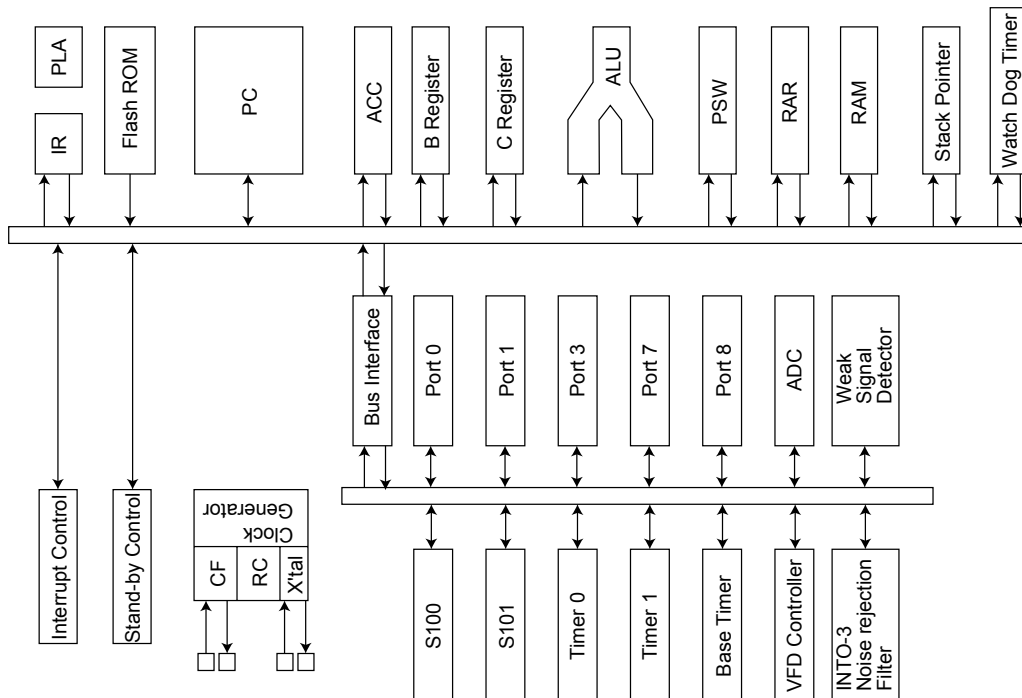 PLA
IR
Flash ROM
PC
ACC
B Register
C Register
ALU
PSW
RAR
RAM
Stack Pointer
Watch Dog Timer
Bus Interface
Port 0
Port 1
Port 3
Port 7
Port 8
ADC
Weak
Signal
Detector
Interrupt Control
Stand-by Control
Clock
Generator
CF
RC
X'tal
S100
S101
Timer 0
Timer 1
Base Timer
VFD Controller
INTO-3
Noise rejection
Filter